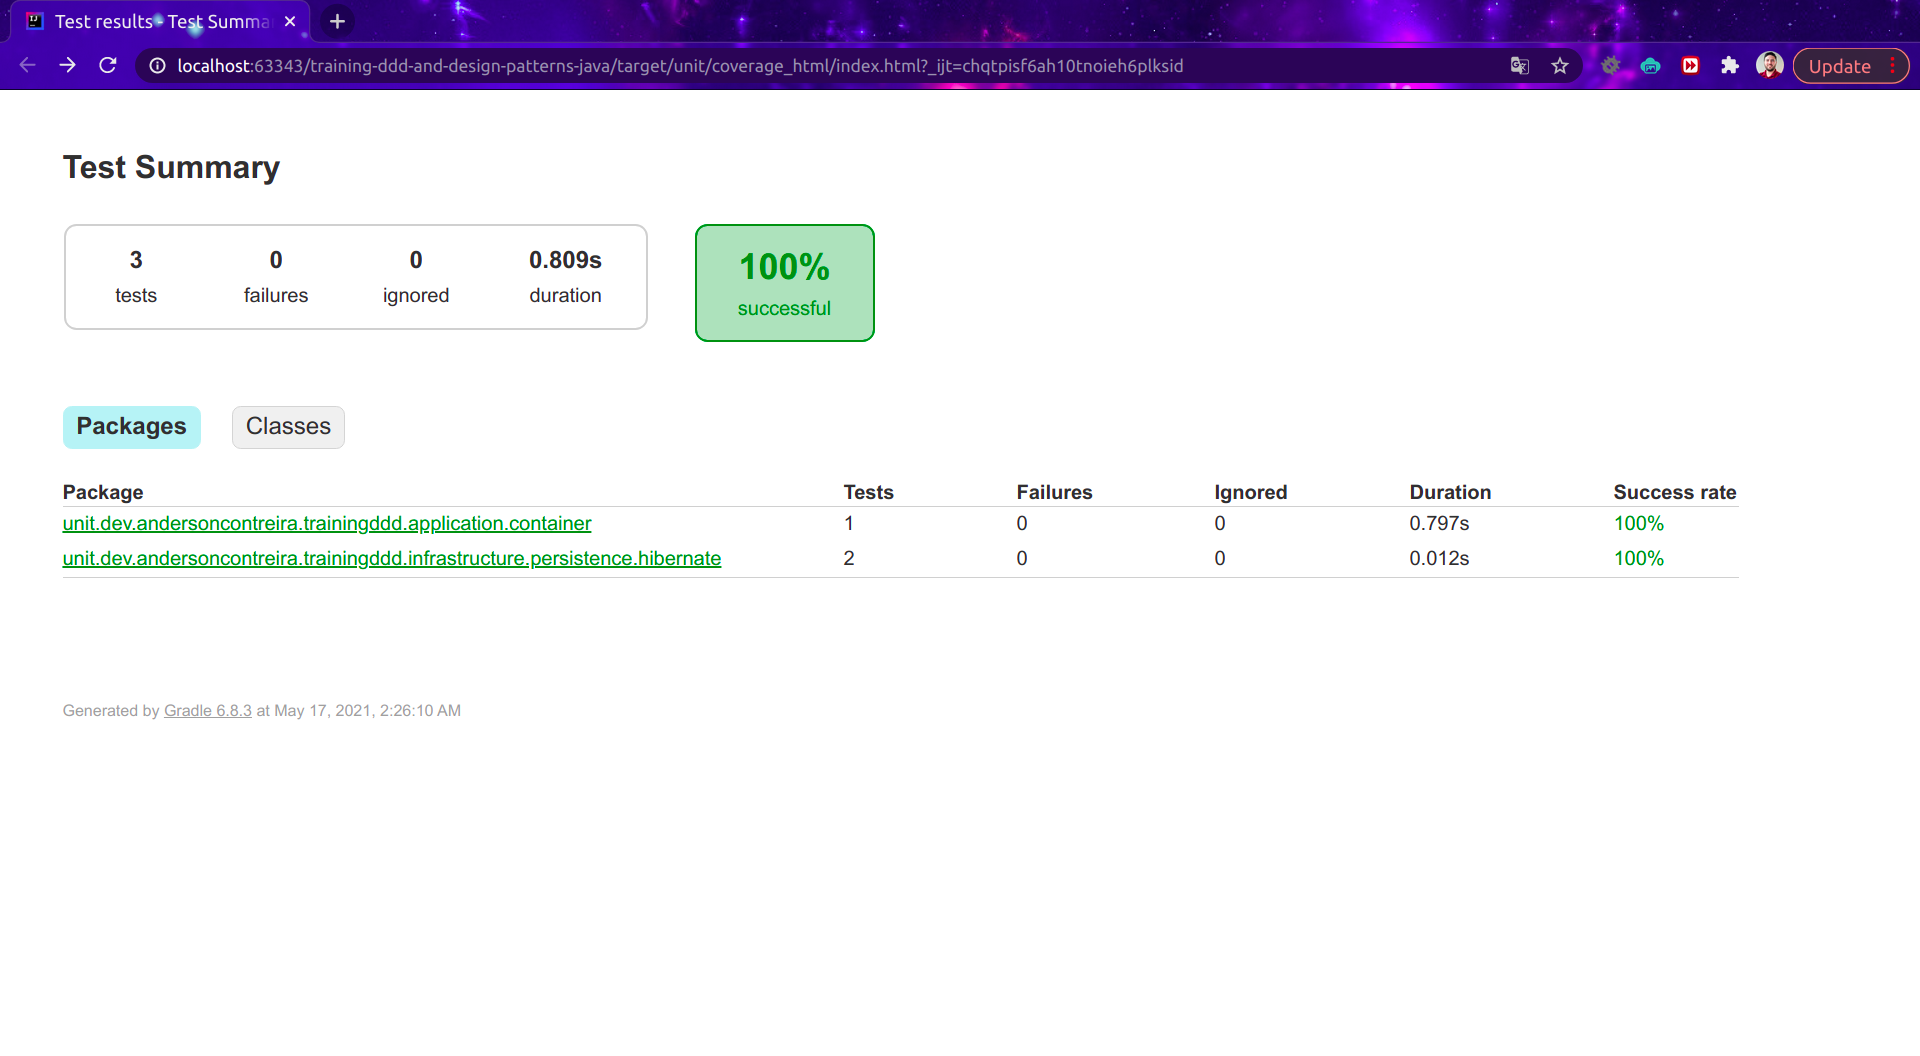 Test results - Test Summa
localhost:63343/training-ddd-and-design-patterns-java/target/unit/coverage_html/index.html?_ijt=chqtpisf6ah10tnoieh6plksid
Update
Test Summary
3 0 0 0.809s
tests failures ignored duration
100%
successful
Packages Classes
Package Tests Failures Ignored Duration Success rate
unit.dev.andersoncontreira.trainingddd.application.container 1 0 0 0.797s 100%
unit.dev.andersoncontreira.trainingddd.infrastructure.persistence.hibernate 2 0 0 0.012s 100%
Generated by Gradle 6.8.3 at May 17, 2021, 2:26:10 AM